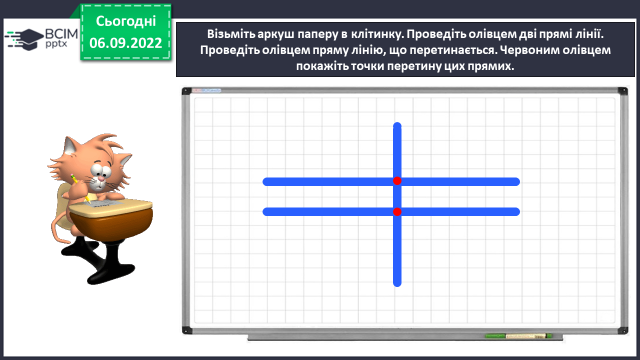 Сьогодні
06.09.2022
ВСІМ
pptx
Візьміть аркуш паперу в клітинку. Проведіть олівцем дві прямі лінії.
Проведіть олівцем пряму лінію, що перетинається. Червоним олівцем
покажіть точки перетину цих прямих.